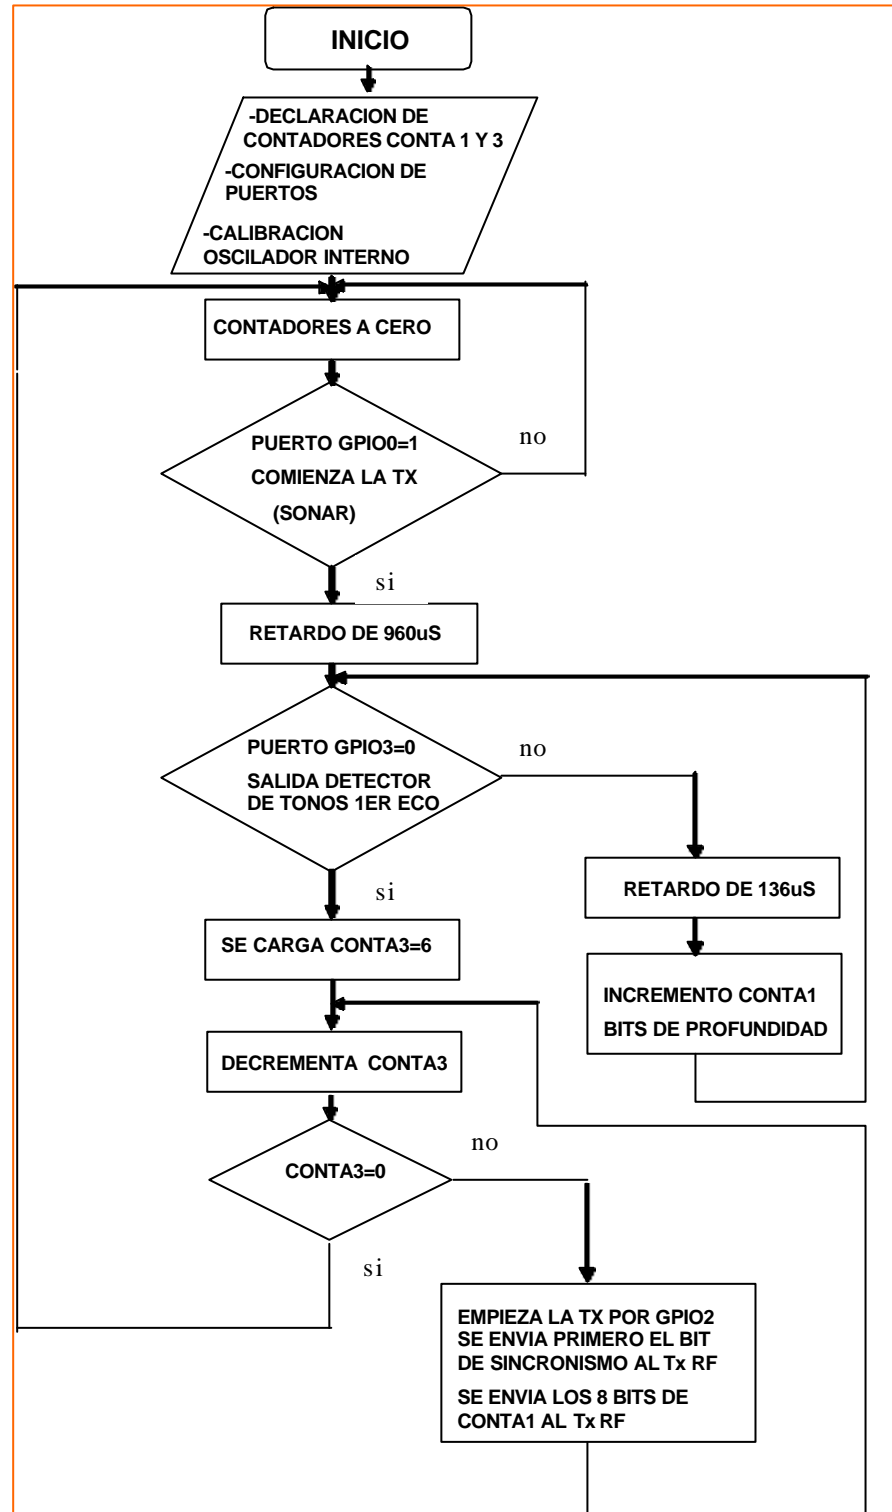 INICIO
-DECLARACION DE
CONTADORES CONTA 1 Y 3
-CONFIGURACION DE
PUERTOS
-CALIBRACION
OSCILADOR INTERNO
CONTADORES A CERO
PUERTO GPIO0=1
COMIENZA LA TX
(SONAR)
no
si
RETARDO DE 960uS
PUERTO GPIO3=0
SALIDA DETECTOR
DE TONOS 1ER ECO
no
si
RETARDO DE 136uS
SE CARGA CONTA3=6
INCREMENTO CONTA1
BITS DE PROFUNDIDAD
DECREMENTA CONTA3
CONTA3=0
no
si
EMPIEZA LA TX POR GPIO2
SE ENVIA PRIMERO EL BIT
DE SINCRONISMO AL Tx RF
SE ENVIA LOS 8 BITS DE
CONTA1 AL Tx RF